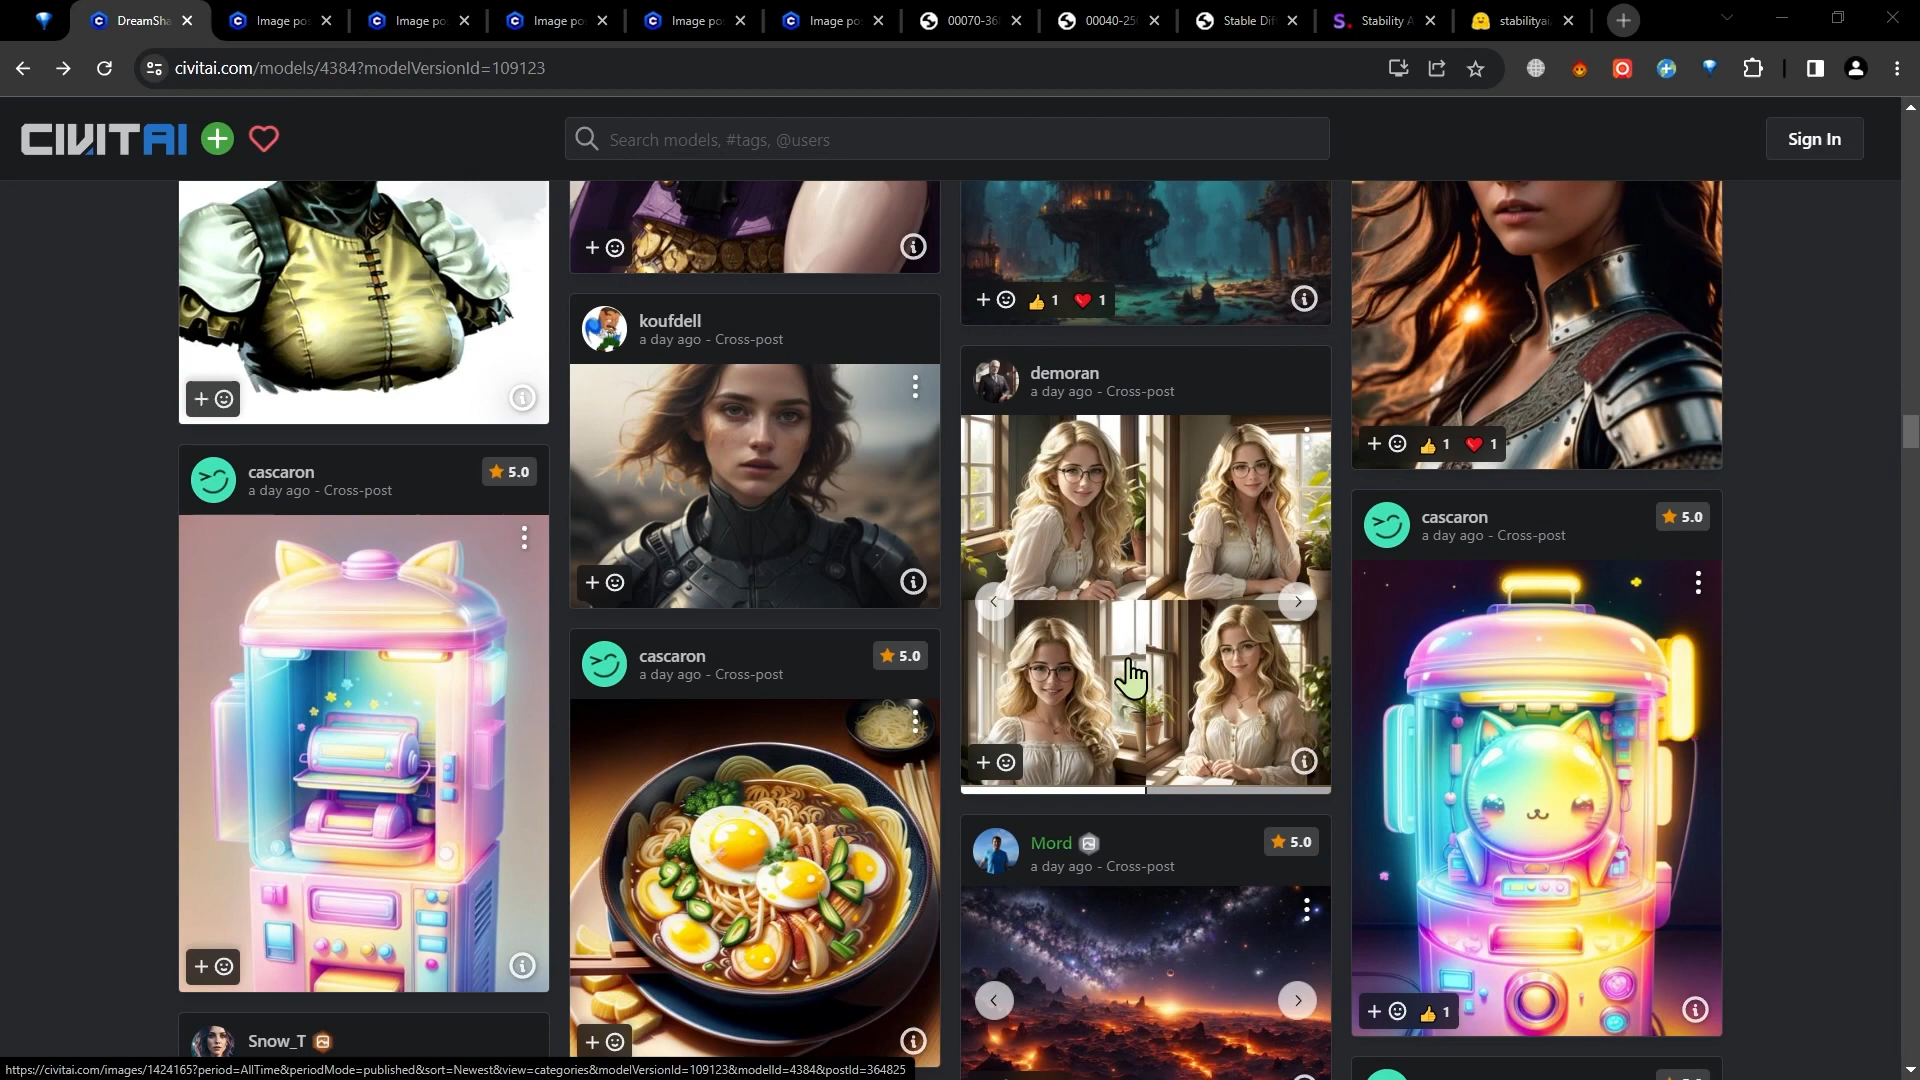 DreamSha
Image pos
Image po
Image po
Image po
Image po
00070-36
00040-25
Stable Dif
Stability A
stabilityai
civitai.com/models/4384?modelVersionId=109123
CIVITAI
Search models, #tags, @users
Sign In
1
1
koufdell
a day ago - Cross-post
demoran
a day ago - Cross-post
1
1
cascaron
a day ago - Cross-post
5.0
cascaron
a day ago - Cross-post
5.0
cascaron
a day ago - Cross-post
5.0
Mord
a day ago - Cross-post
5.0
1
Snow_T
https://civitai.com/images/1424165?period=AllTime&periodMode=published&sort=Newest&view=categories&modelVersionId=109123&modelId=4384&postId=364825